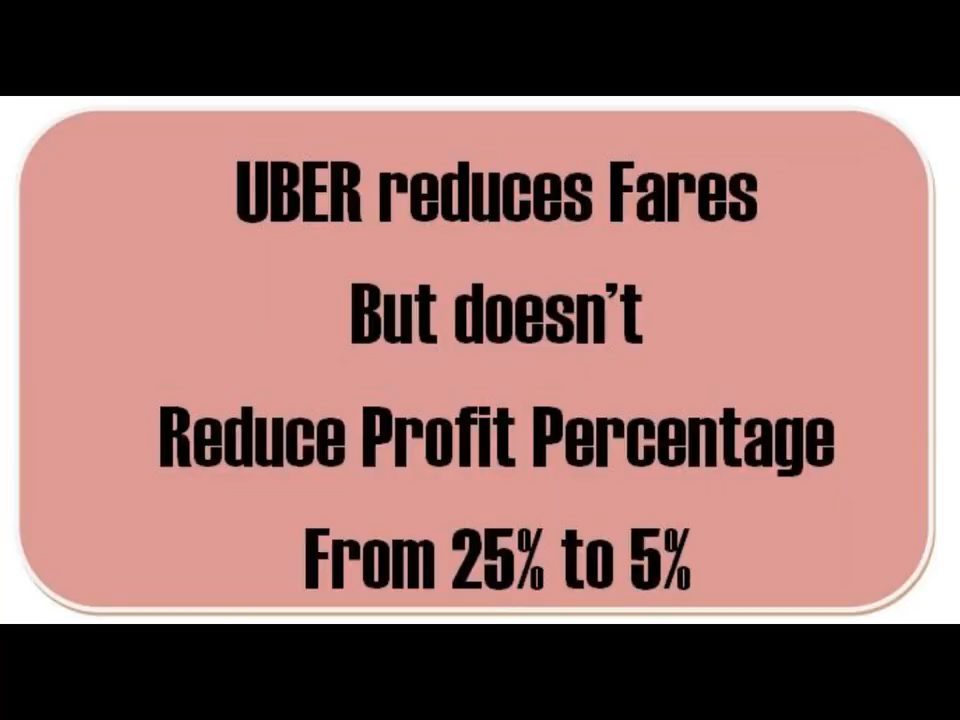 UBER reduces Fares
But doesn't
Reduce Profit Percentage
From 25% to 5%